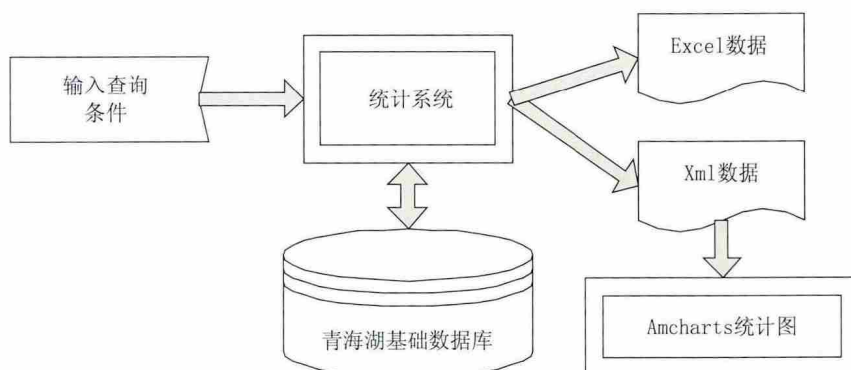 输入查询
条件
统计系统
Excel数据
Xml数据
青海湖基础数据库
Amcharts统计图